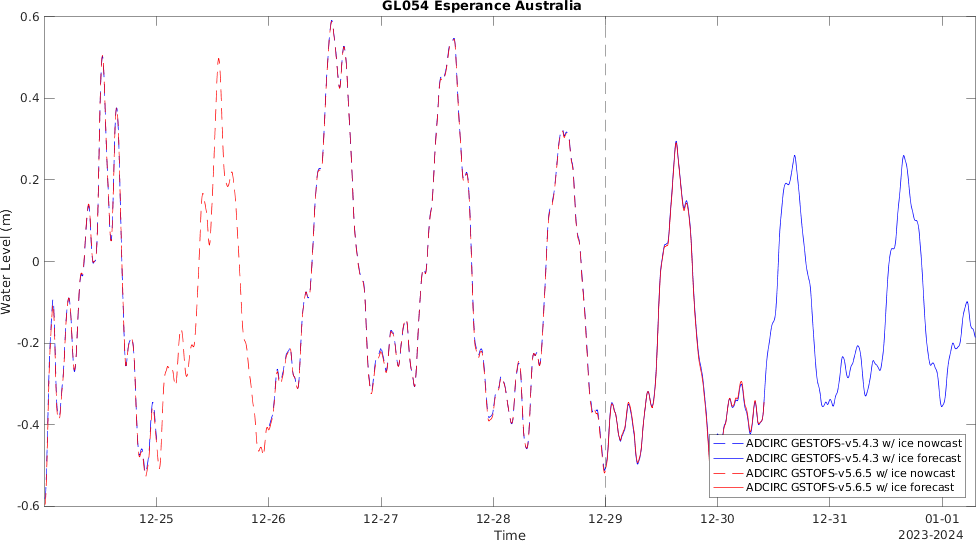 GL054 Esperance Australia
0.6
0.4
0.2
0
-0.2
-0.4
-0.6
Water Level (m)
12-25
12-26
12-27
12-28
12-29
12-30
12-31
01-01
Time
2023-2024
ADCIRC GESTOFS-v5.4.3 w/ ice nowcast
ADCIRC GESTOFS-v5.4.3 w/ ice forecast
ADCIRC GSTOFS-v5.6.5 w/ ice nowcast
ADCIRC GSTOFS-v5.6.5 w/ ice forecast